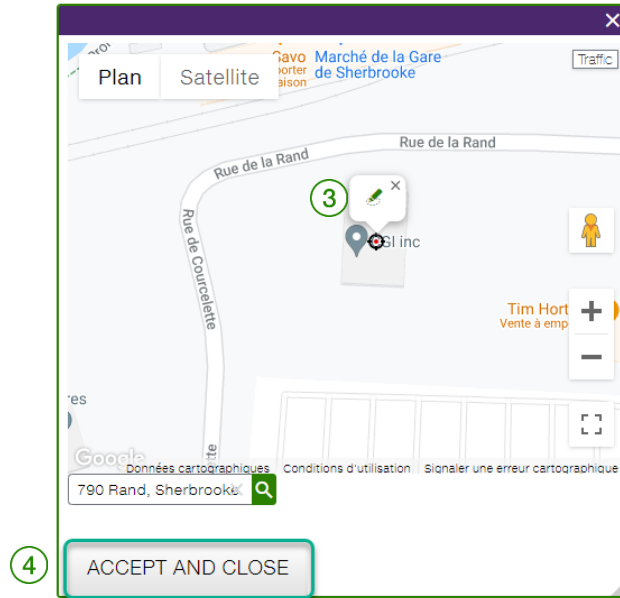 Plan
Satellite
Marché de la Gare
de Sherbrooke
Traffic
Rue de la Rand
Rue de la Rand
3
Rue de Courcelette
Tim Hort
Vente à emp
Google
Données cartographiques
Conditions d'utilisation
Signaler une erreur cartographique
790 Rand, Sherbrooke
4
ACCEPT AND CLOSE